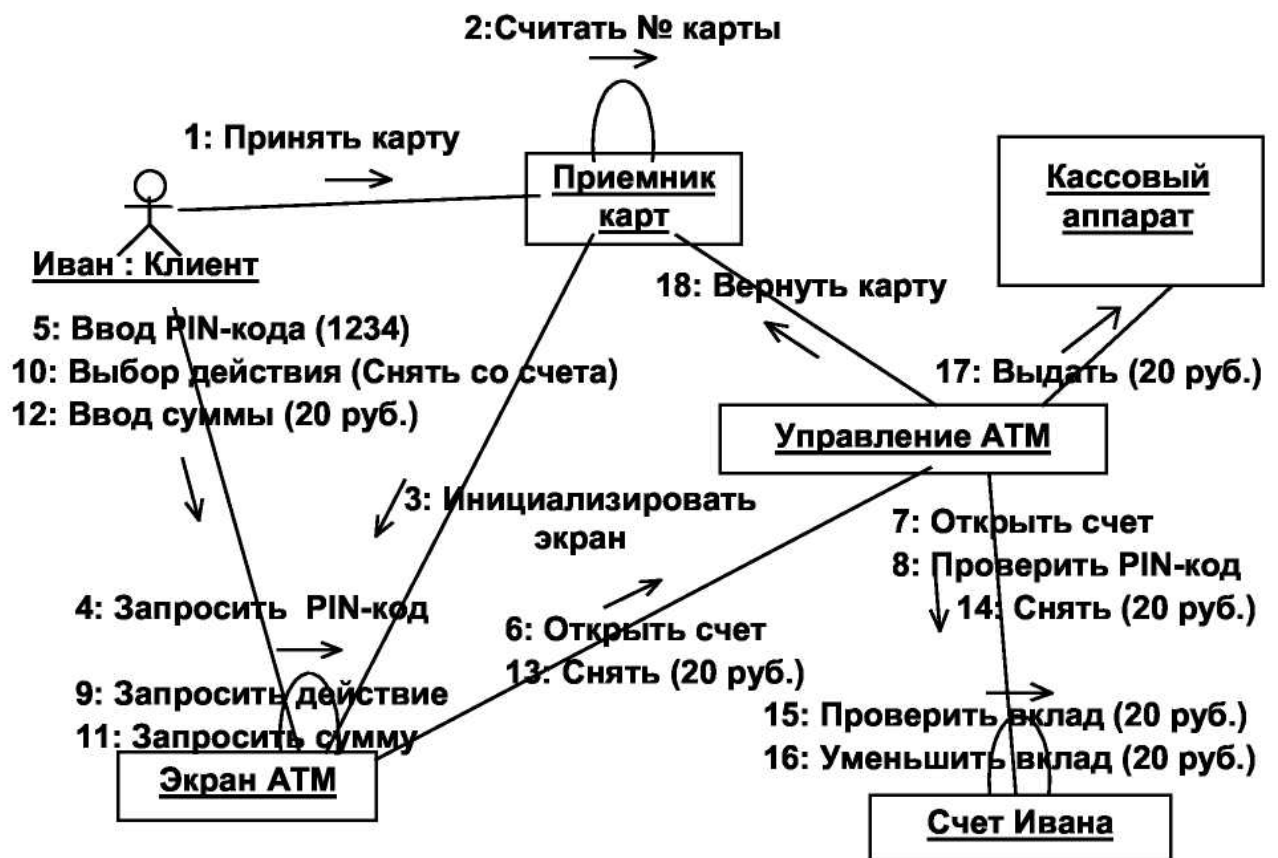 2:Считать № карты
1: Принять карту
Приемник
карт
Кассовый
аппарат
Иван : Клиент
18: Вернуть карту
5: Ввод PIN-кода (1234)
10: Выбор действия (Снять со счета)
12: Ввод суммы (20 руб.)
17: Выдать (20 руб.)
Управление АТМ
3: Инициализировать
экран
7: Открыть счет
8: Проверить PIN-код
14: Снять (20 руб.)
4: Запросить PIN-код
6: Открыть счет
13: Снять (20 руб.)
9: Запросить действие
11: Запросить сумму
15: Проверить вклад (20 руб.)
16: Уменьшить вклад (20 руб.)
Экран АТМ
Счет Ивана